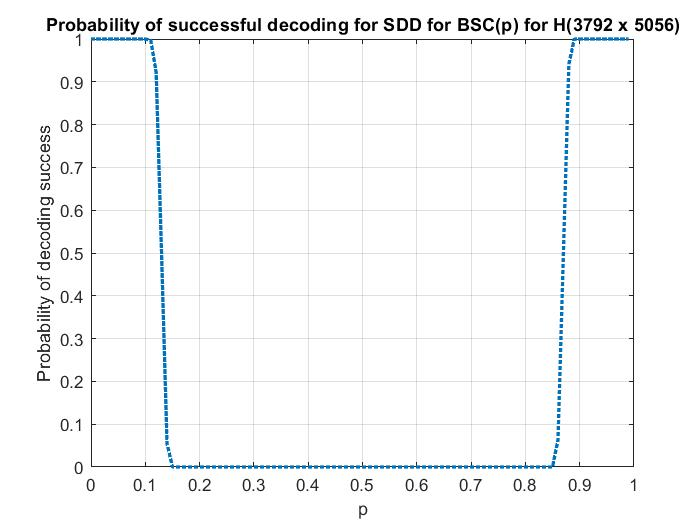 Probability of successful decoding for SDD for BSC(p) for H(3792 x 5056)
1
0.9
0.8
0.7
0.6
0.5
0.4
0.3
0.2
0.1
0
Probability of decoding success
0 0.1 0.2 0.3 0.4 0.5 0.6 0.7 0.8 0.9 1
p